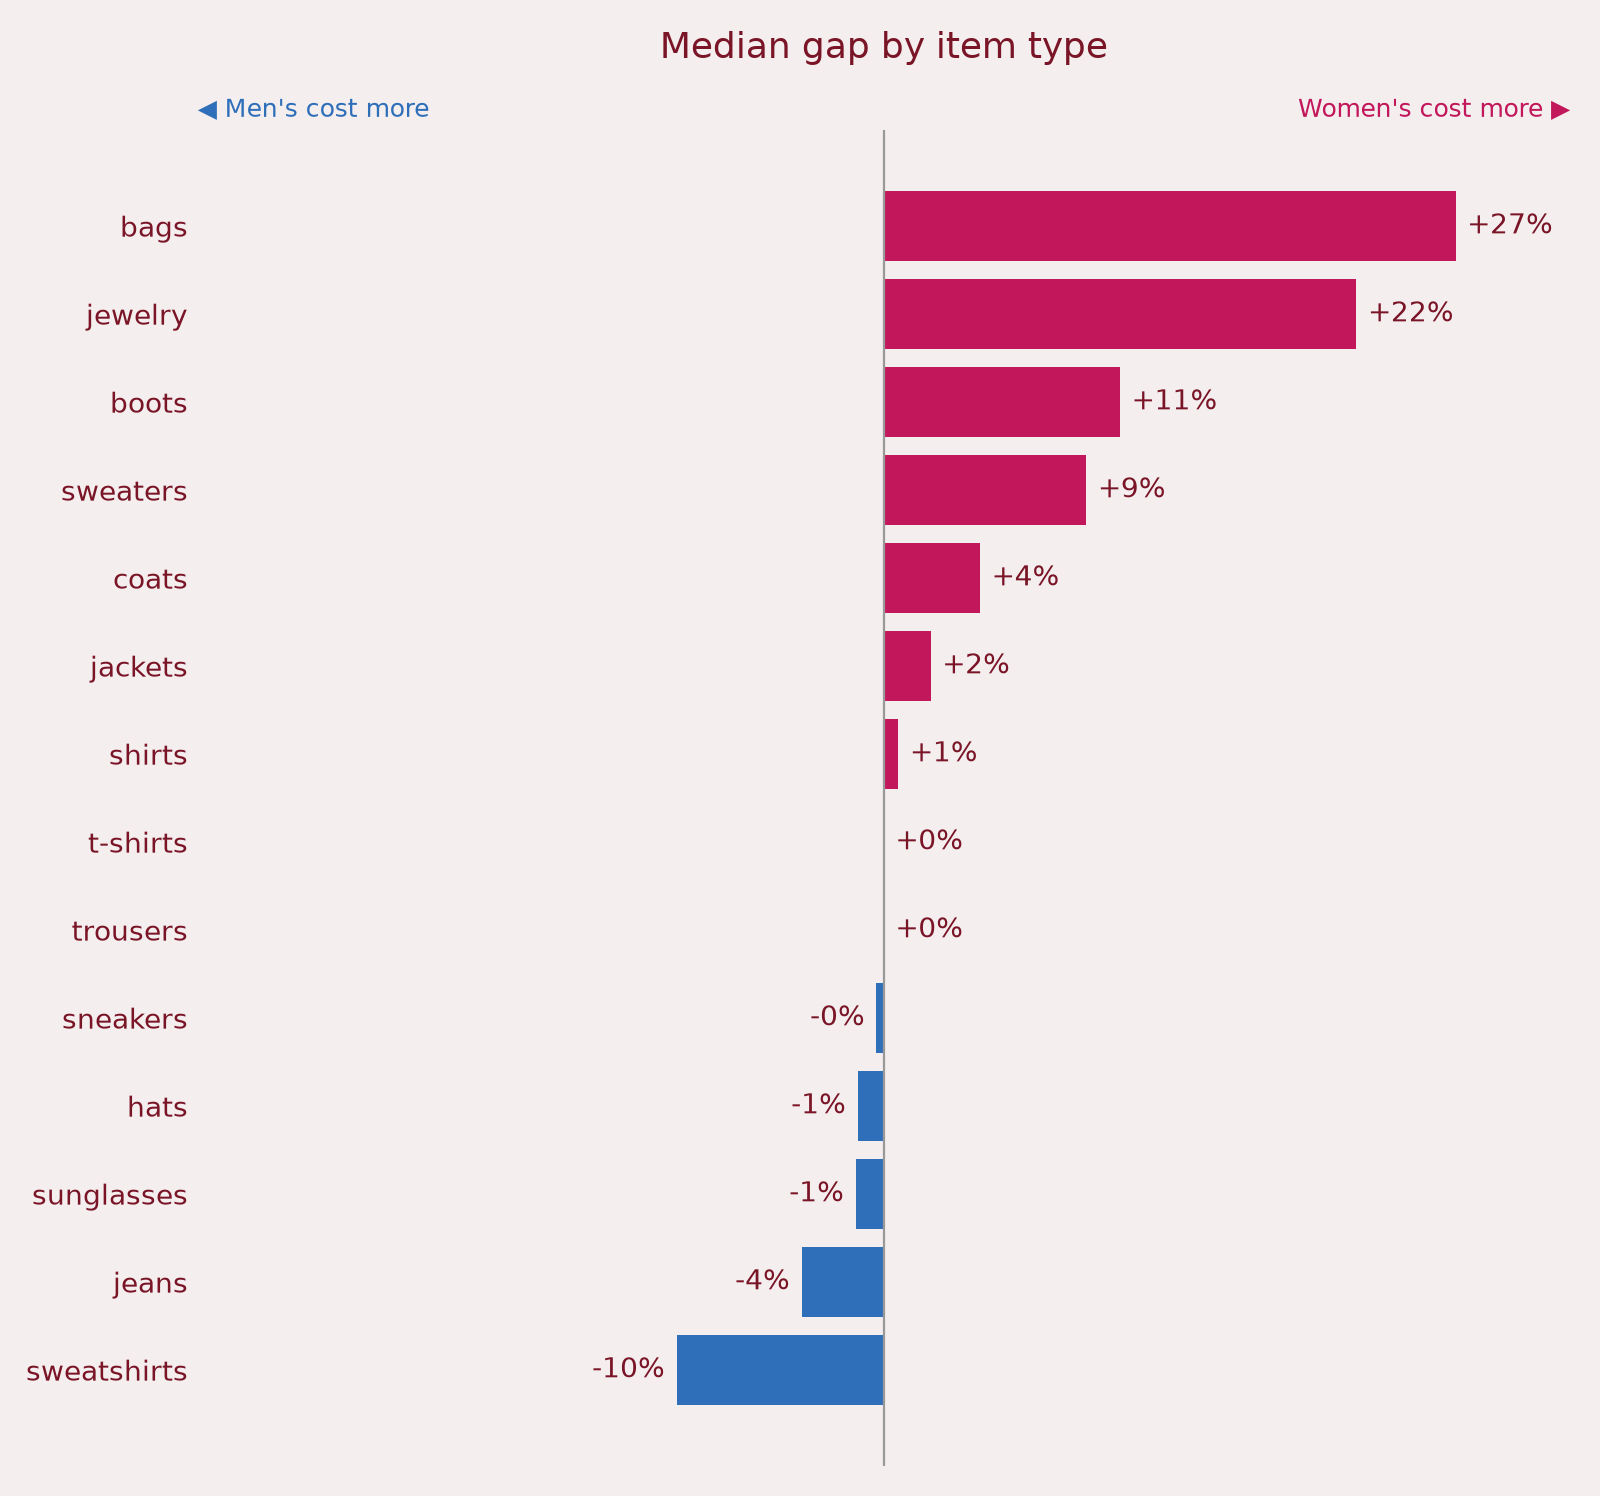 Median gap by item type
◀ Men's cost more
Women's cost more ▶
bags +27%
jewelry +22%
boots +11%
sweaters +9%
coats +4%
jackets +2%
shirts +1%
t-shirts +0%
trousers +0%
sneakers -0%
hats -1%
sunglasses -1%
jeans -4%
sweatshirts -10%